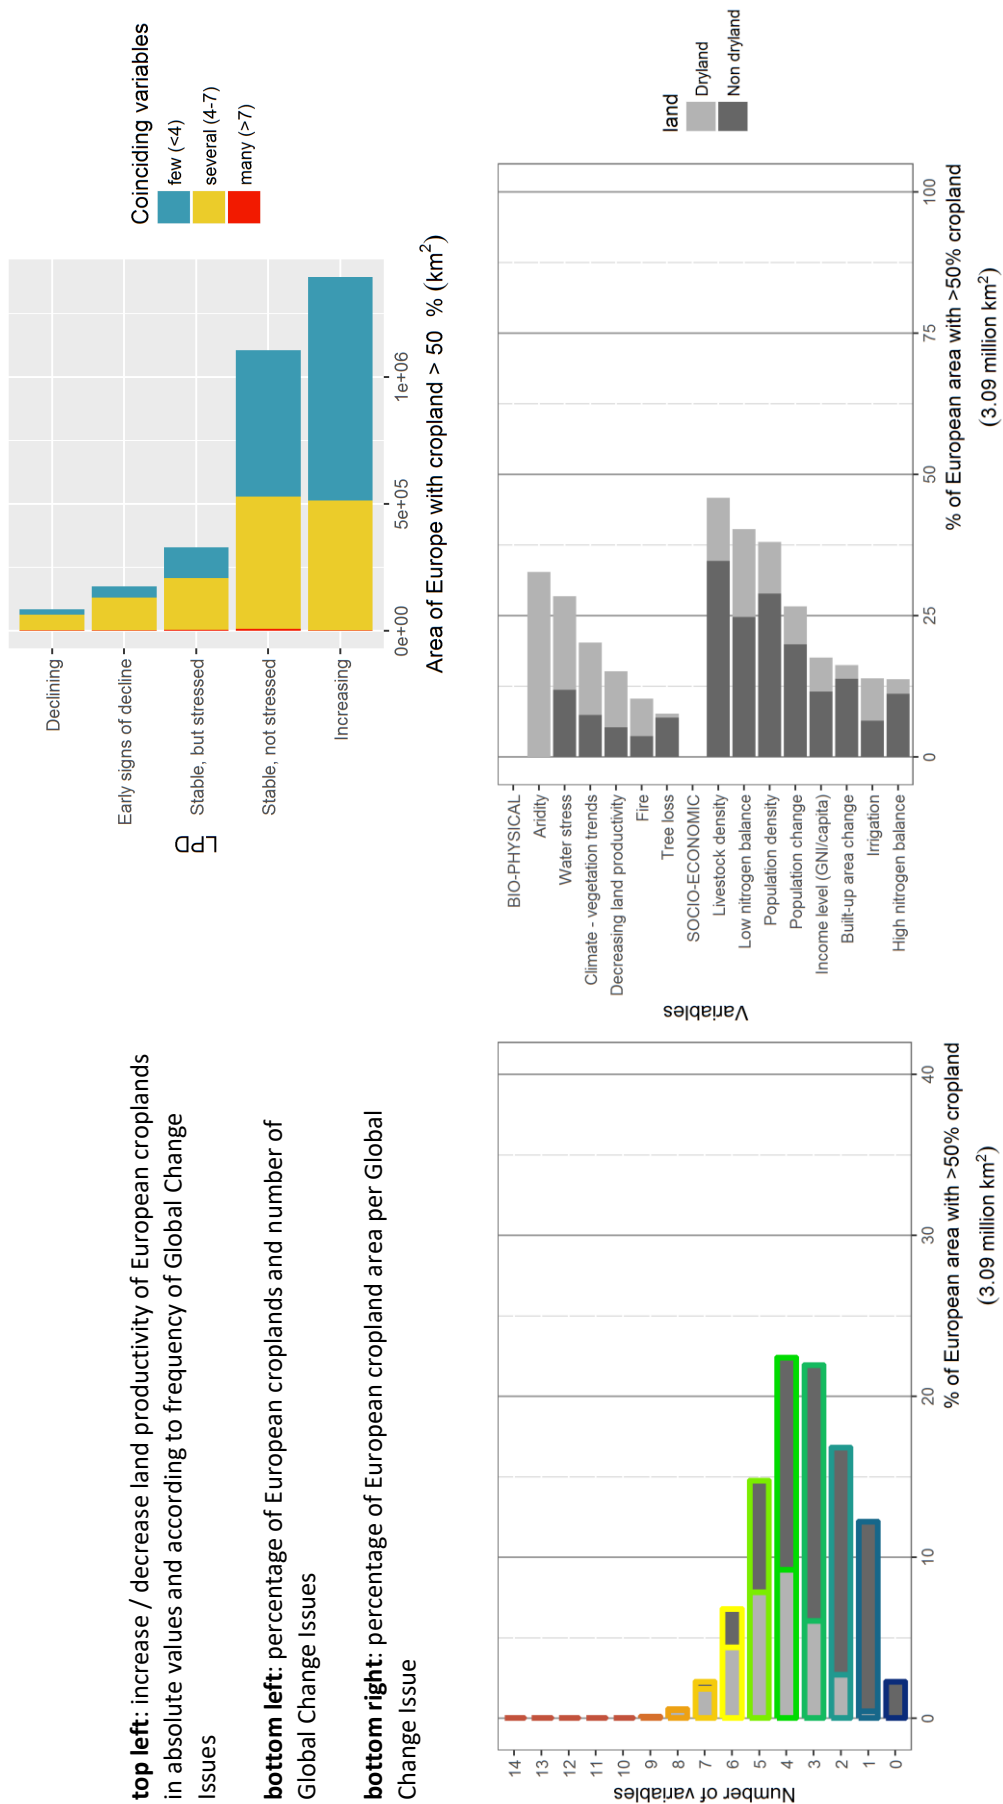 top left: increase / decrease land productivity of European croplands
in absolute values and according to frequency of Global Change
Issues
bottom left: percentage of European croplands and number of
Global Change Issues
bottom right: percentage of European cropland area per Global
Change Issue
LPD
Declining
Early signs of decline
Stable, but stressed
Stable, not stressed
Increasing
0e+00 5e+05 1e+06
Area of Europe with cropland > 50 % (km²)
Coinciding variables
few (<4)
several (4-7)
many (>7)
Number of variables
14
13
12
11
10
9
8
7
6
5
4
3
2
1
0
0 10 20 30 40
% of European area with >50% cropland
(3.09 million km²)
Variables
BIO-PHYSICAL
Aridity
Water stress
Climate - vegetation trends
Decreasing land productivity
Fire
Tree loss
SOCIO-ECONOMIC
Livestock density
Low nitrogen balance
Population density
Population change
Income level (GNI/capita)
Built-up area change
Irrigation
High nitrogen balance
0 25 50 75 100
% of European area with >50% cropland
(3.09 million km²)
land
Dryland
Non dryland